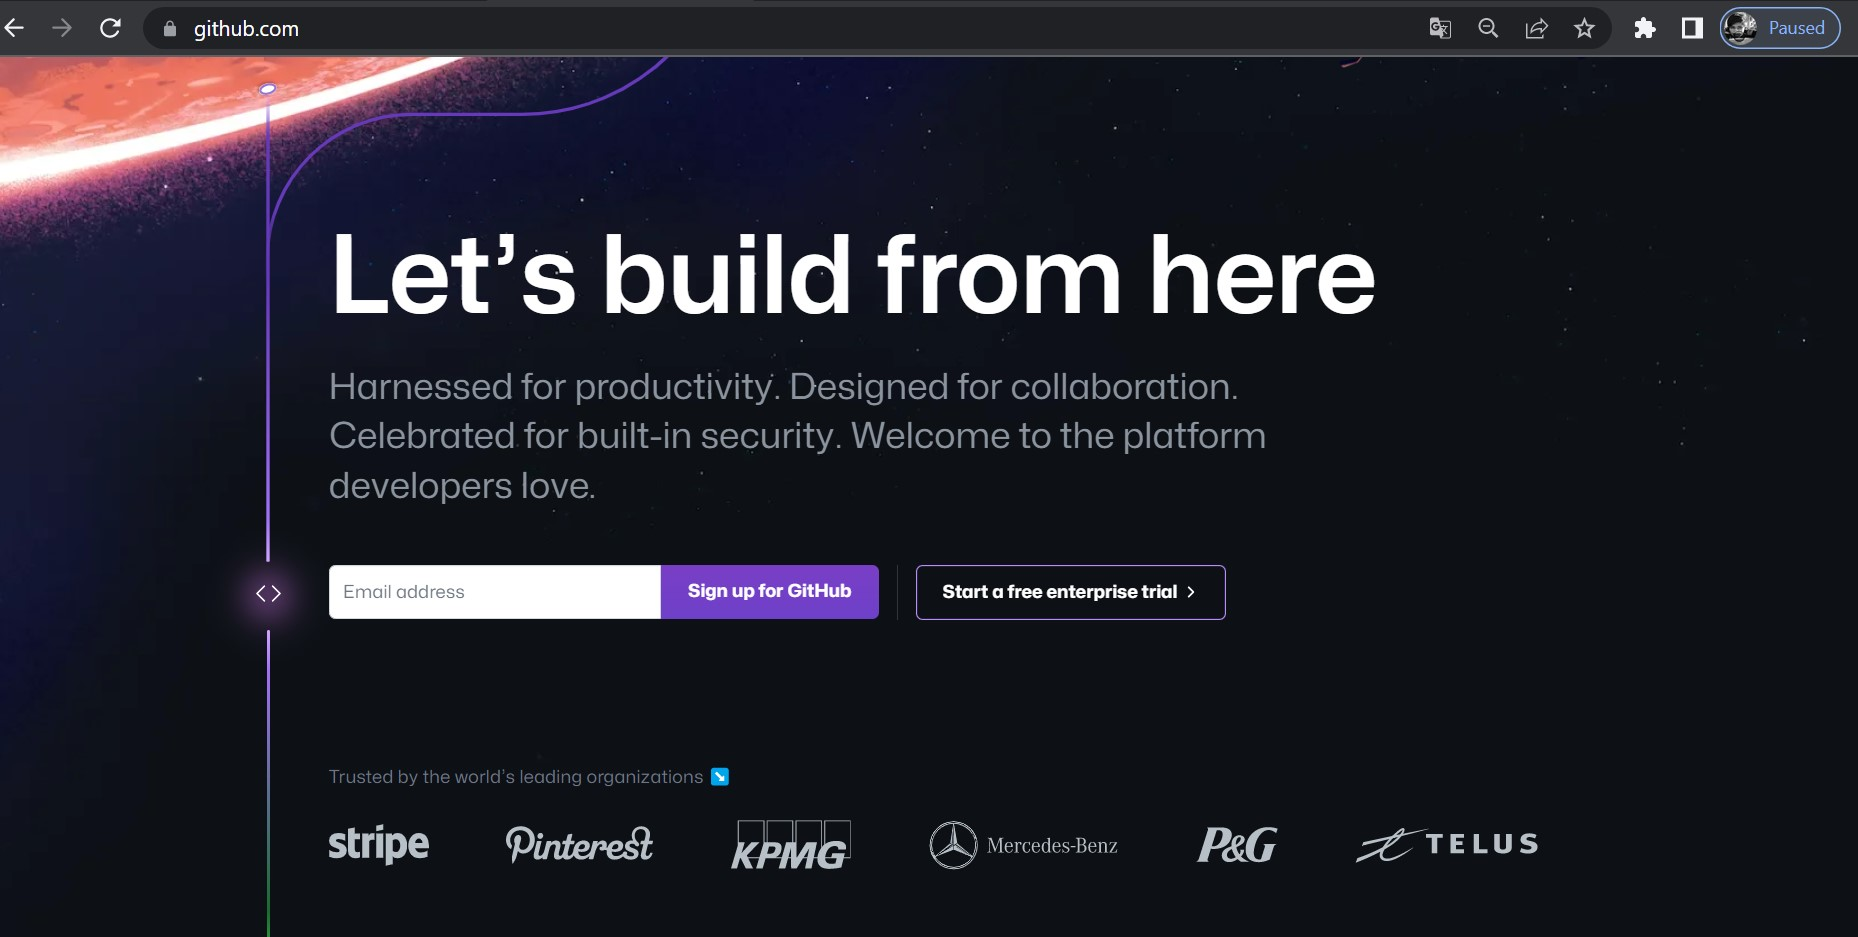 github.com
Paused
Let’s build from here
Harnessed for productivity. Designed for collaboration.
Celebrated for built-in security. Welcome to the platform
developers love.
Email address
Sign up for GitHub
Start a free enterprise trial
Trusted by the world’s leading organizations
stripe
Pinterest
KPMG
Mercedes-Benz
P&G
TELUS